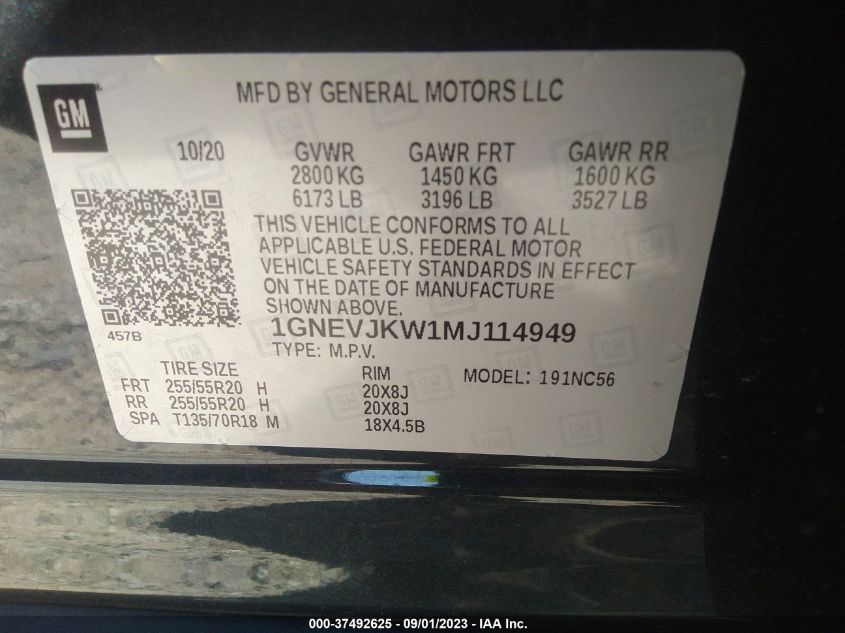 GM
MFD BY GENERAL MOTORS LLC
10/20 GVWR GAWR FRT GAWR RR
2800 KG 1450 KG 1600 KG
6173 LB 3196 LB 3527 LB
THIS VEHICLE CONFORMS TO ALL
APPLICABLE U.S. FEDERAL MOTOR
VEHICLE SAFETY STANDARDS IN EFFECT
ON THE DATE OF MANUFACTURE
SHOWN ABOVE.
457B
1GNEVJKW1MJ114949
TYPE: M.P.V.
TIRE SIZE RIM MODEL: 191NC56
FRT 255/55R20 H 20X8J
RR 255/55R20 H 20X8J
SPA T135/70R18 M 18X4.5B
000-37492625 - 09/01/2023 - IAA Inc.